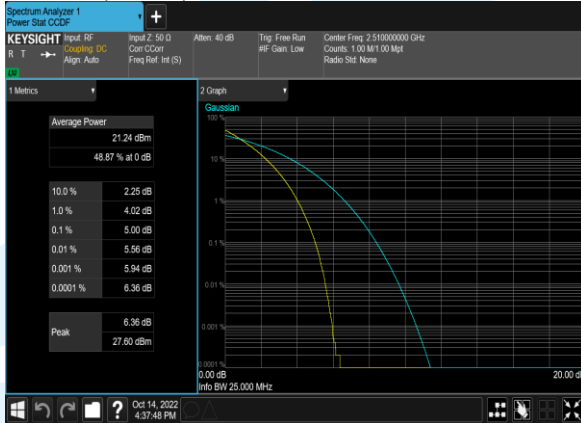 Spectrum Analyzer 1
Power Stat CCDF
+
KEYSIGHT
R T
LXI
Input: RF
Coupling: DC
Align: Auto
Input Z: 50 Ω
Corr CCorr
Freq Ref: Int (S)
Atten: 40 dB
Trig: Free Run
#IF Gain: Low
Center Freq: 2.510000000 GHz
Counts: 1.00 M/1.00 Mpt
Radio Std: None
1 Metrics
Average Power
21.24 dBm
48.87 % at 0 dB
10.0 % 2.25 dB
1.0 % 4.02 dB
0.1 % 5.00 dB
0.01 % 5.56 dB
0.001 % 5.94 dB
0.0001 % 6.36 dB
Peak
6.36 dB
27.60 dBm
2 Graph
Gaussian
100 %
10 %
1 %
0.1 %
0.01 %
0.001 %
0.0001 %
0.00 dB
20.00 d
Info BW 25.000 MHz
?
Oct 14, 2022
4:37:48 PM